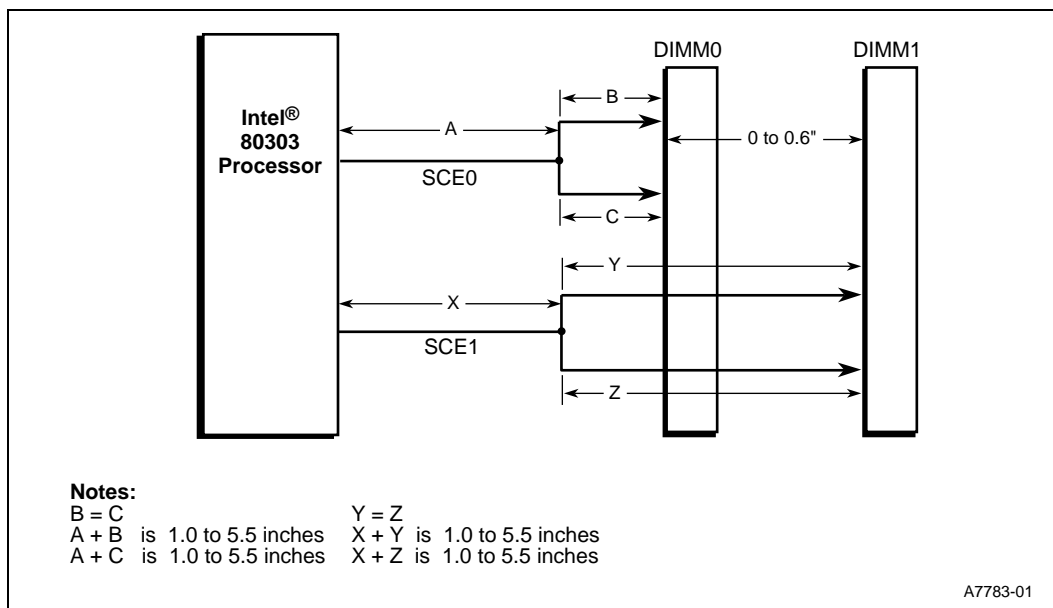 DIMM0
DIMM1
Intel®
80303
Processor
B
A
0 to 0.6"
SCE0
C
Y
X
SCE1
Z
Notes:
B = C Y = Z
A + B is 1.0 to 5.5 inches X + Y is 1.0 to 5.5 inches
A + C is 1.0 to 5.5 inches X + Z is 1.0 to 5.5 inches
A7783-01